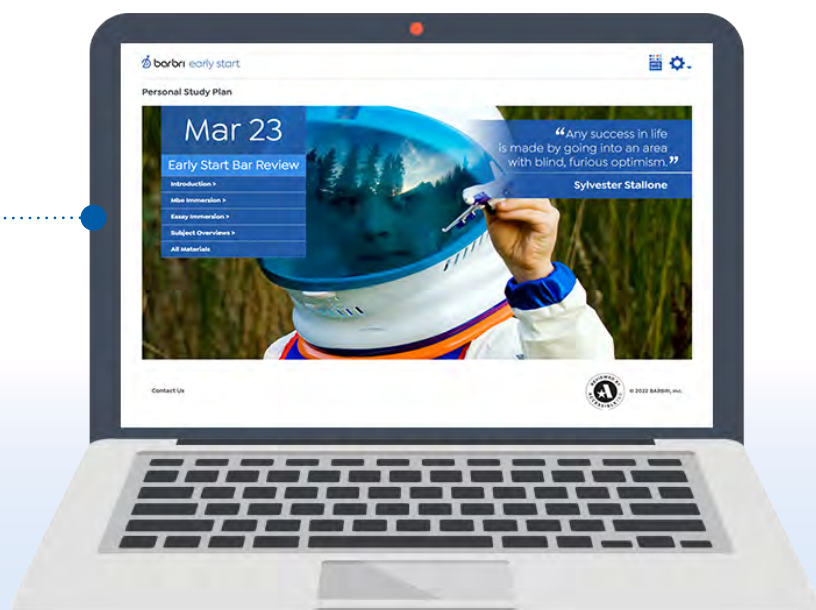 barbri early start
Personal Study Plan
Mar 23
Early Start Bar Review
Introduction >
Mbe Immersion >
Essay Immersion >
Subject Overviews >
All Materials
“Any success in life
is made by going into an area
with blind, furious optimism.”
Sylvester Stallone
Contact Us
REVIEWED BY
© 2022 BARBRI, Inc.